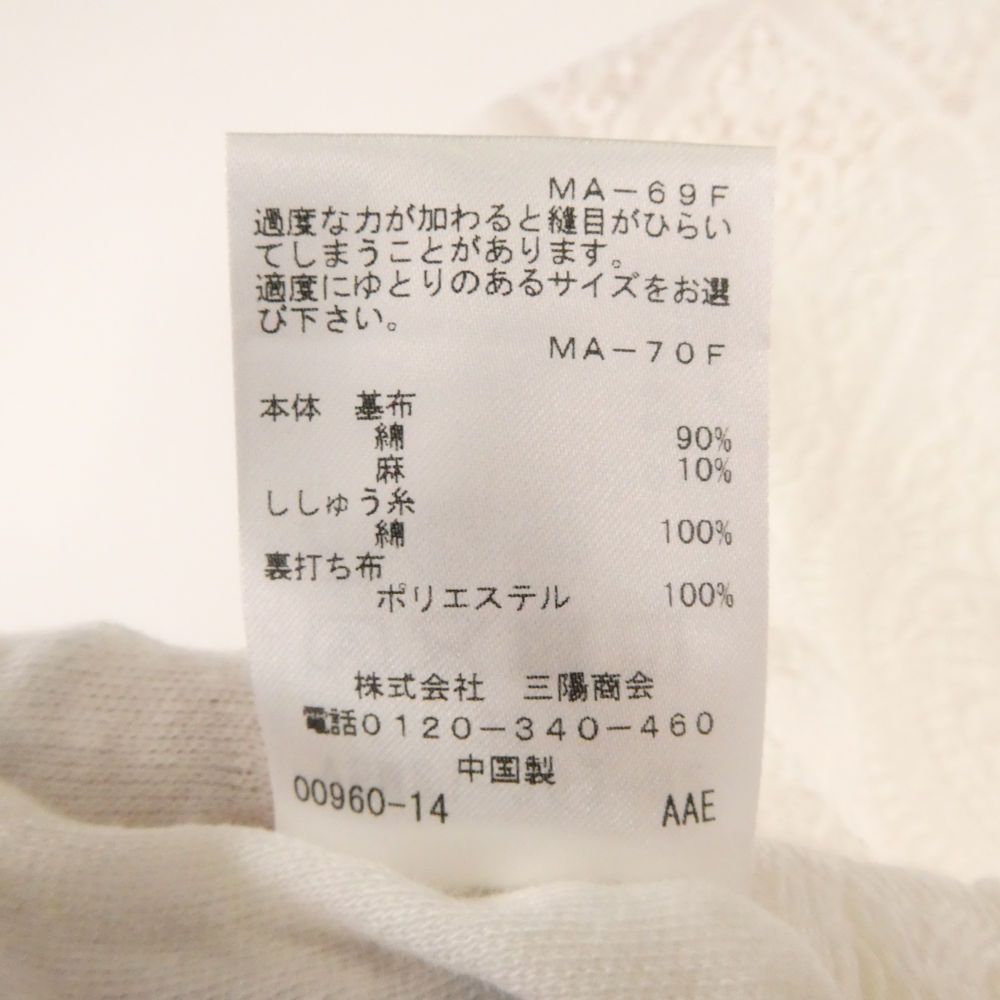 MA-69F
過度な力が加わると縫目がひらい
てしまうことがあります。
適度にゆとりのあるサイズをお選
び下さい。
MA-70F
本体 基布
綿 90%
麻 10%
ししゅう糸
綿 100%
裏打ち布
ポリエステル 100%
株式会社 三陽商会
電話0120-340-460
中国製
00960-14 AAE